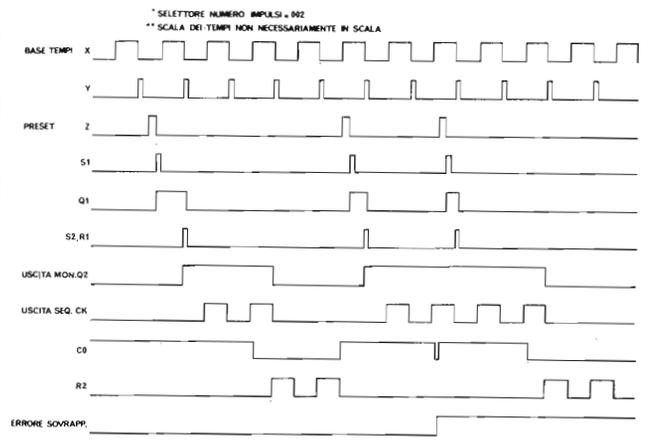 * SELETTORE NUMERO IMPULSI = 002
** SCALA DEI TEMPI NON NECESSARIAMENTE IN SCALA
BASE TEMPI X
Y
PRESET Z
S1
Q1
S2,R1
USCITA MON.Q2
USCITA SEQ. CK
C0
R2
ERRORE SOVRAPP.